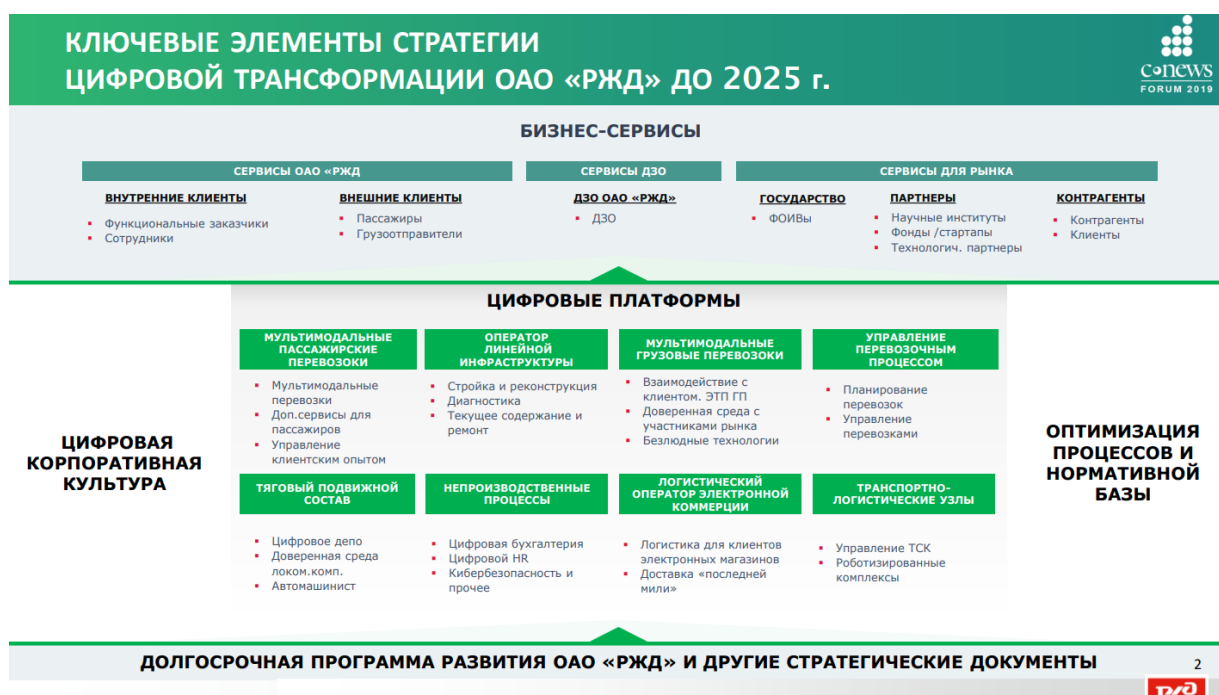 КЛЮЧЕВЫЕ ЭЛЕМЕНТЫ СТРАТЕГИИ
ЦИФРОВОЙ ТРАНСФОРМАЦИИ ОАО «РЖД» ДО 2025 г.
cnews
FORUM 2019
БИЗНЕС-СЕРВИСЫ
СЕРВИСЫ ОАО «РЖД
СЕРВИСЫ ДЗО
СЕРВИСЫ ДЛЯ РЫНКА
ВНУТРЕННИЕ КЛИЕНТЫ
▪ Функциональные заказчики
▪ Сотрудники
ВНЕШНИЕ КЛИЕНТЫ
▪ Пассажиры
▪ Грузоотправители
ДЗО ОАО «РЖД»
▪ ДЗО
ГОСУДАРСТВО
▪ ФОИВы
ПАРТНЕРЫ
▪ Научные институты
▪ Фонды /стартапы
▪ Технологич. партнеры
КОНТРАГЕНТЫ
▪ Контрагенты
▪ Клиенты
ЦИФРОВАЯ
КОРПОРАТИВНАЯ
КУЛЬТУРА
ЦИФРОВЫЕ ПЛАТФОРМЫ
МУЛЬТИМОДАЛЬНЫЕ
ПАССАЖИРСКИЕ
ПЕРЕВОЗОКИ
▪ Мультимодальные
перевозки
▪ Доп.сервисы для
пассажиров
▪ Управление
клиентским опытом
ОПЕРАТОР
ЛИНЕЙНОЙ
ИНФРАСТРУКТУРЫ
▪ Стройка и реконструкция
▪ Диагностика
▪ Текущее содержание и
ремонт
МУЛЬТИМОДАЛЬНЫЕ
ГРУЗОВЫЕ ПЕРЕВОЗОКИ
▪ Взаимодействие с
клиентом. ЭТП ГП
▪ Доверенная среда с
участниками рынка
▪ Безлюдные технологии
УПРАВЛЕНИЕ
ПЕРЕВОЗОЧНЫМ
ПРОЦЕССОМ
▪ Планирование
перевозок
▪ Управление
перевозками
ТЯГОВЫЙ ПОДВИЖНОЙ
СОСТАВ
▪ Цифровое депо
▪ Доверенная среда
локом.комп.
▪ Автомашинист
НЕПРОИЗВОДСТВЕННЫЕ
ПРОЦЕССЫ
▪ Цифровая бухгалтерия
▪ Цифровой HR
▪ Кибербезопасность и
прочее
ЛОГИСТИЧЕСКИЙ
ОПЕРАТОР ЭЛЕКТРОННОЙ
КОММЕРЦИИ
▪ Логистика для клиентов
электронных магазинов
▪ Доставка «последней
мили»
ТРАНСПОРТНО-
ЛОГИСТИЧЕСКИЕ УЗЛЫ
▪ Управление ТСК
▪ Роботизированные
комплексы
ОПТИМИЗАЦИЯ
ПРОЦЕССОВ И
НОРМАТИВНОЙ
БАЗЫ
ДОЛГОСРОЧНАЯ ПРОГРАММА РАЗВИТИЯ ОАО «РЖД» И ДРУГИЕ СТРАТЕГИЧЕСКИЕ ДОКУМЕНТЫ
2